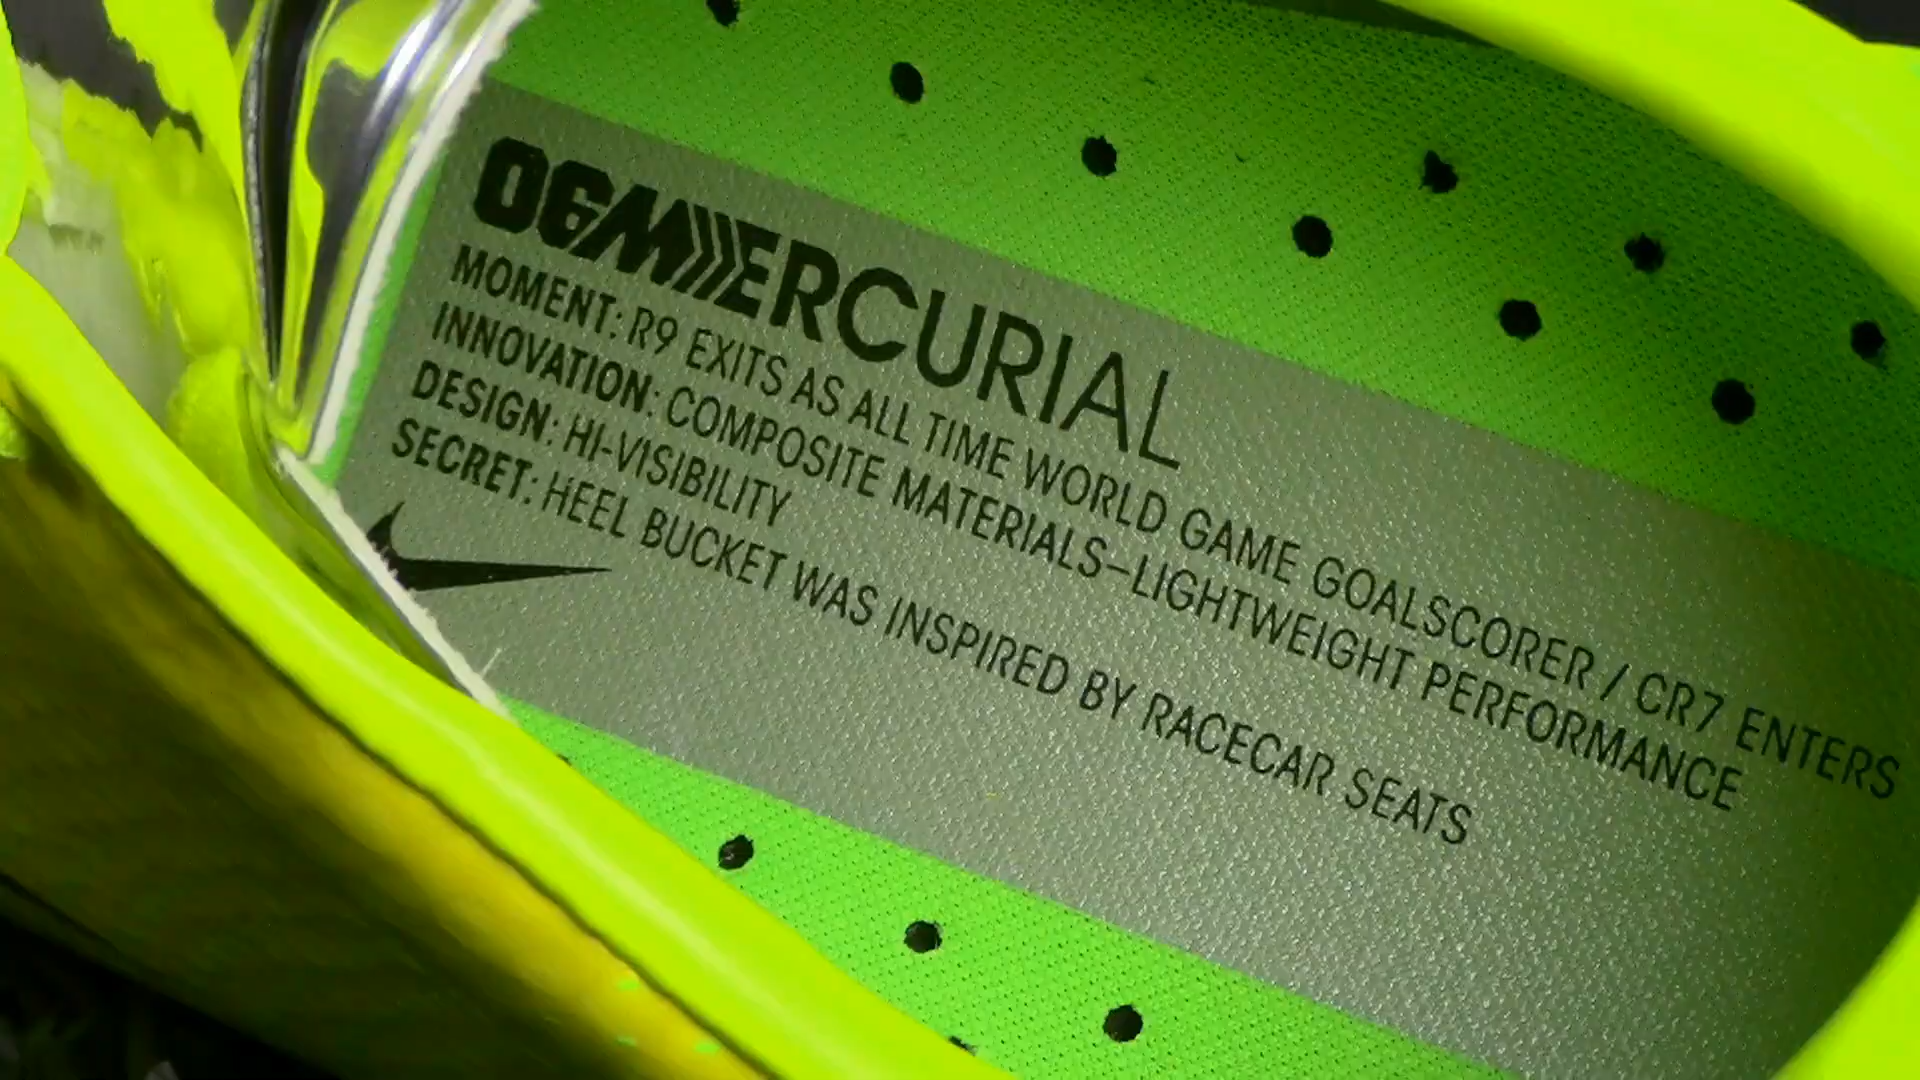 06MERCURIAL
MOMENT: R9 EXITS AS ALL TIME WORLD GAME GOALSCORER / CR7 ENTERS
INNOVATION: COMPOSITE MATERIALS–LIGHTWEIGHT PERFORMANCE
DESIGN: HI-VISIBILITY
SECRET: HEEL BUCKET WAS INSPIRED BY RACECAR SEATS